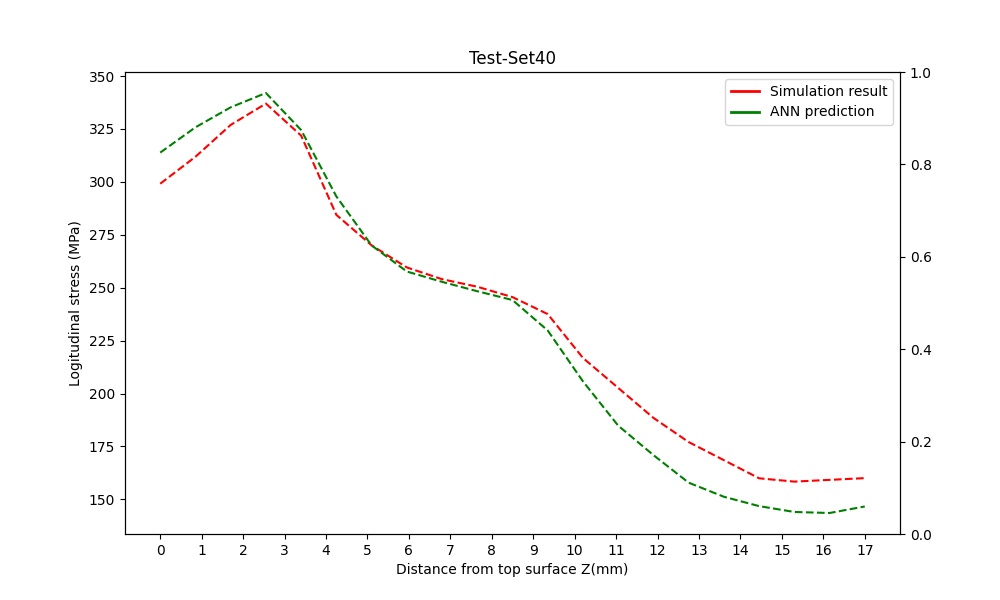 Test-Set40
Simulation result
ANN prediction
Logitudinal stress (MPa)
350
325
300
275
250
225
200
175
150
1.0
0.8
0.6
0.4
0.2
0.0
0 1 2 3 4 5 6 7 8 9 10 11 12 13 14 15 16 17
Distance from top surface Z(mm)